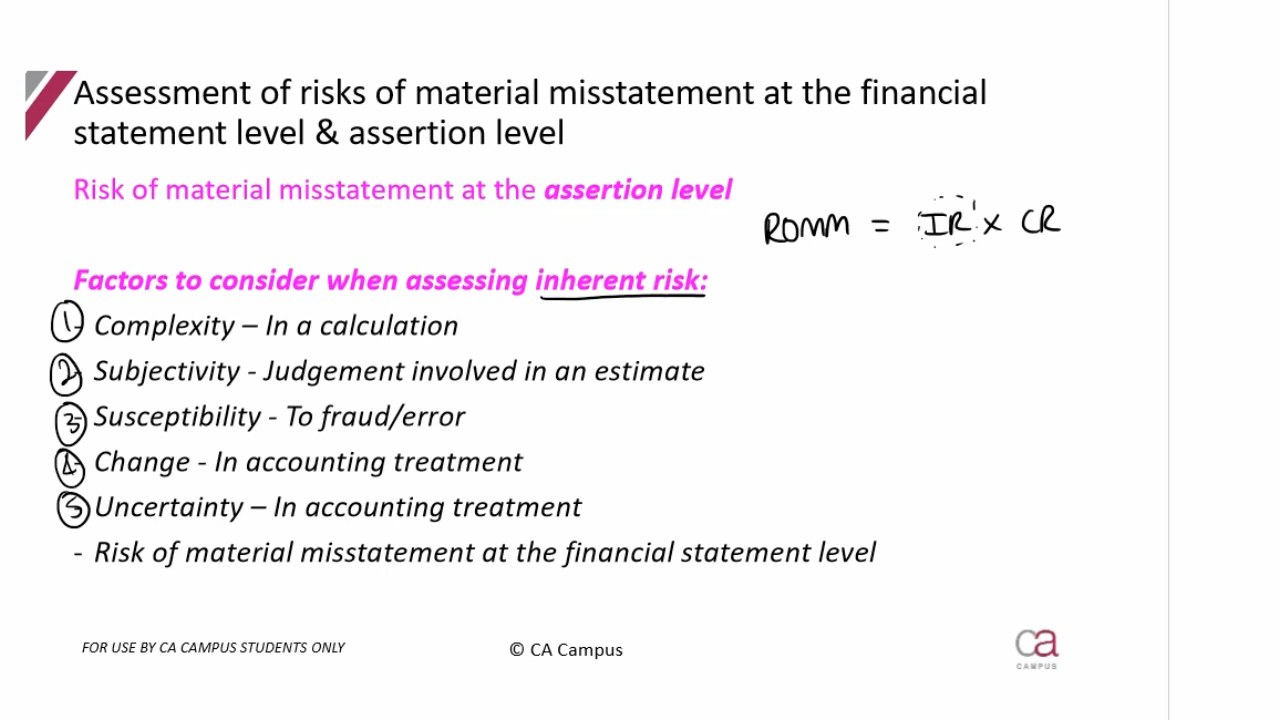 Assessment of risks of material misstatement at the financial
statement level & assertion level
Risk of material misstatement at the assertion level
ROMM = IR x CR
Factors to consider when assessing inherent risk:
1. Complexity – In a calculation
2. Subjectivity - Judgement involved in an estimate
3. Susceptibility - To fraud/error
4. Change - In accounting treatment
5. Uncertainty – In accounting treatment
- Risk of material misstatement at the financial statement level
FOR USE BY CA CAMPUS STUDENTS ONLY
© CA Campus
ca
CAMPUS